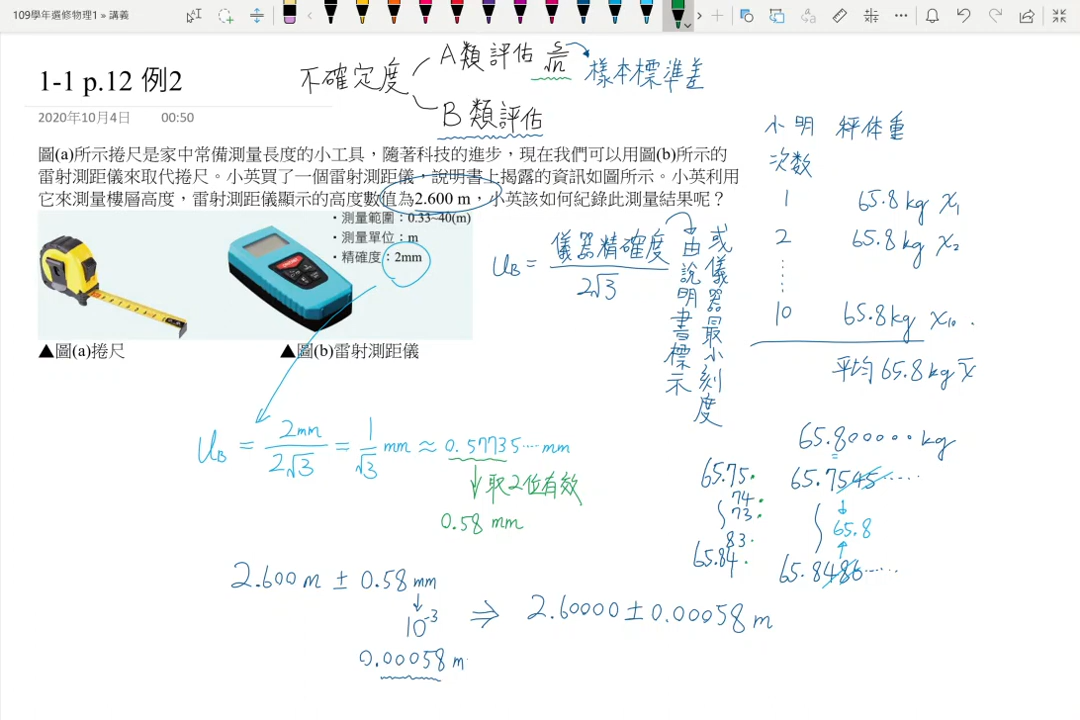 109學年選修物理1 » 講義
1-1 p.12 例2
2020年10月4日 00:50
不確定度
A類評估 s/√n
樣本標準差
B類評估
圖(a)所示捲尺是家中常備測量長度的小工具，隨著科技的進步，現在我們可以用圖(b)所示的
雷射測距儀來取代捲尺。小英買了一個雷射測距儀，說明書上揭露的資訊如圖所示。小英利用
它來測量樓層高度，雷射測距儀顯示的高度數值為2.600 m，小英該如何紀錄此測量結果呢？
• 測量範圍：0.33~40(m)
• 測量單位：m
• 精確度：2mm
▲圖(a)捲尺
▲圖(b)雷射測距儀
U_B = 儀器精確度 / 2√3
由說明書標示
或儀器最小刻度
小明 秤体重
次数
1 65.8 kg x₁
2 65.8 kg x₂
⋮
10 65.8 kg x₁₀.
平均 65.8 kg x̄
U_B = 2mm / 2√3 = 1/√3 mm ≈ 0.57735… mm
取2位有效
0.58 mm
65.800000 kg
65.75.
74.
73.
83.
65.84.
65.7545……
65.8
65.8486……
2.600 m ± 0.58 mm
10⁻³
0.00058 m
⇒ 2.60000 ± 0.00058 m